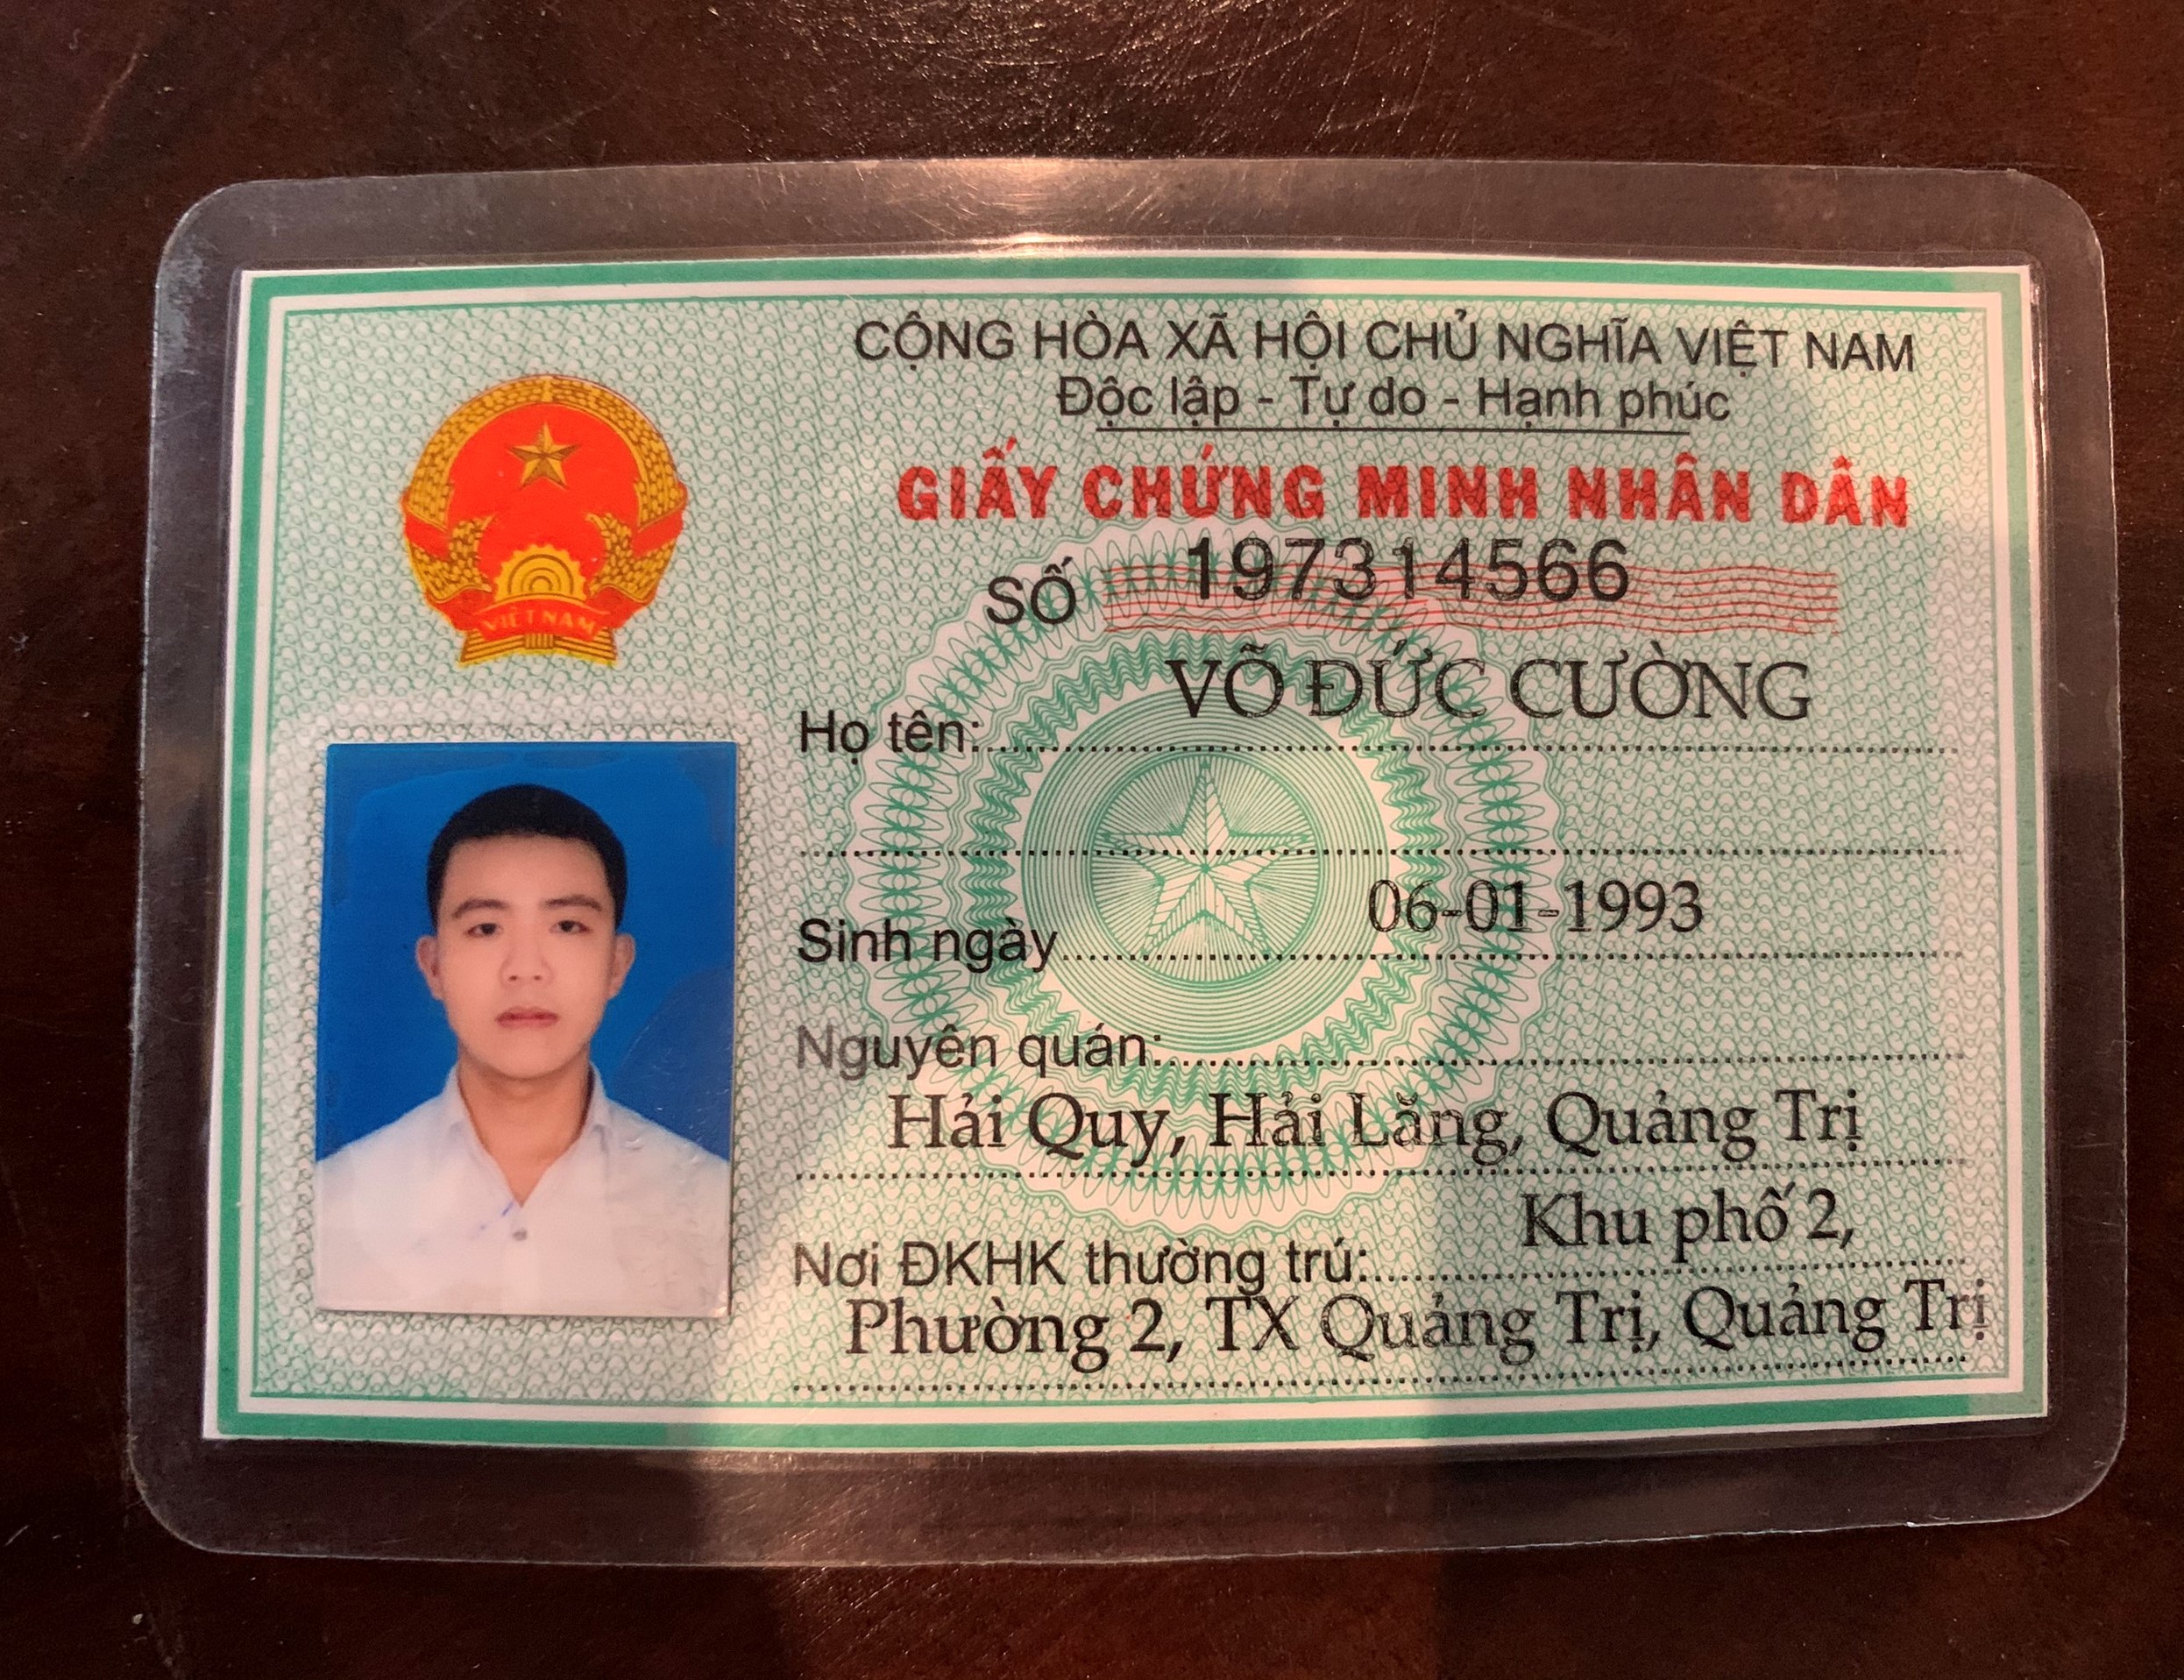 CỘNG HÒA XÃ HỘI CHỦ NGHĨA VIỆT NAM
Độc lập - Tự do - Hạnh phúc
GIẤY CHỨNG MINH NHÂN DÂN
SỐ 197314566
VIỆT NAM
Họ tên: VÕ ĐỨC CƯỜNG
Sinh ngày 06-01-1993
Nguyên quán:
Hải Quy, Hải Lăng, Quảng Trị
Nơi ĐKHK thường trú: Khu phố 2,
Phường 2, TX Quảng Trị, Quảng Trị